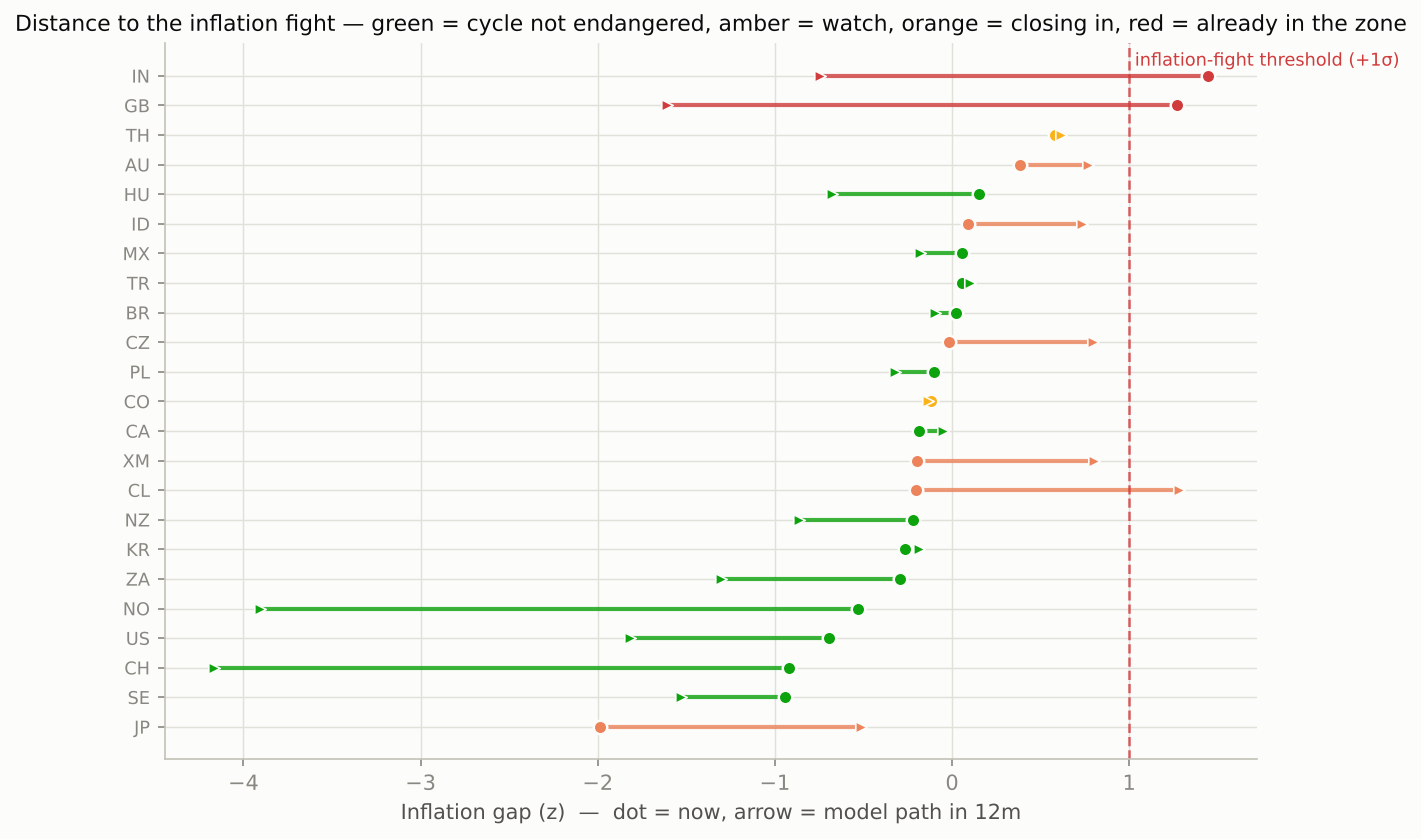 Distance to the inflation fight — green = cycle not endangered, amber = watch, orange = closing in, red = already in the zone
inflation-fight threshold (+1σ)
IN
GB
TH
AU
HU
ID
MX
TR
BR
CZ
PL
CO
CA
XM
CL
NZ
KR
ZA
NO
US
CH
SE
JP
−4 −3 −2 −1 0 1
Inflation gap (z) — dot = now, arrow = model path in 12m